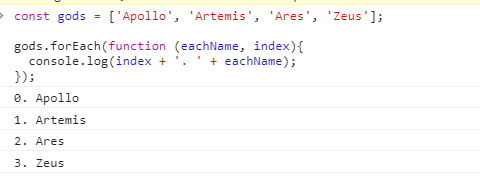 const gods = ['Apollo', 'Artemis', 'Ares', 'Zeus'];
gods.forEach(function (eachName, index){
console.log(index + '. ' + eachName);
});
0. Apollo
1. Artemis
2. Ares
3. Zeus